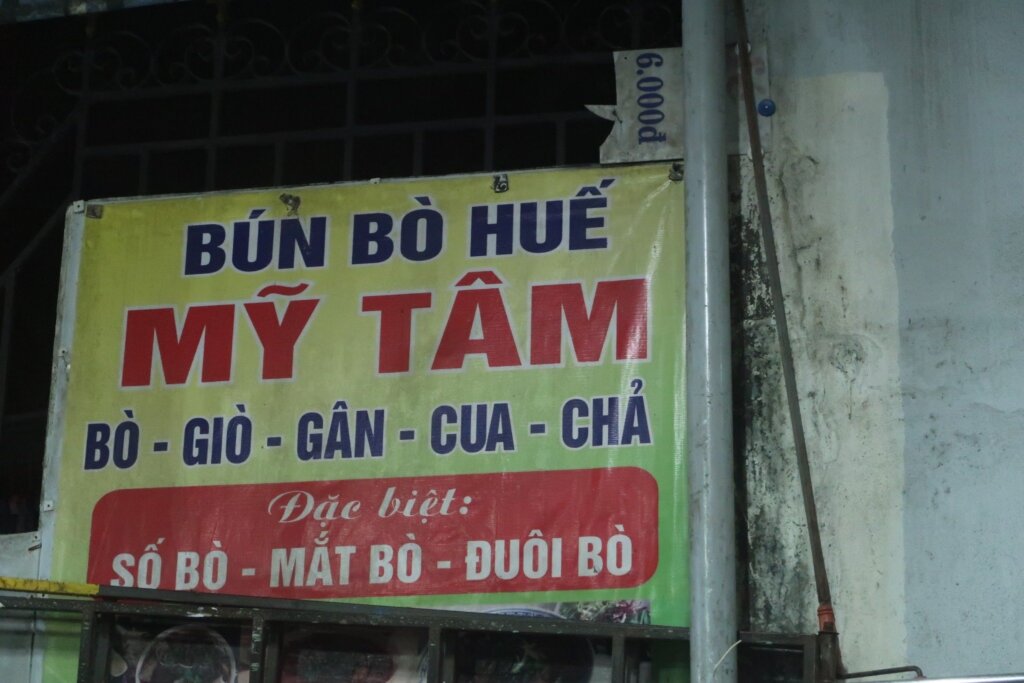 6.000đ
BÚN BÒ HUẾ
MỸ TÂM
BÒ - GIÒ - GÂN - CUA - CHẢ
Đặc biệt:
SỐ BÒ - MẮT BÒ - ĐUÔI BÒ